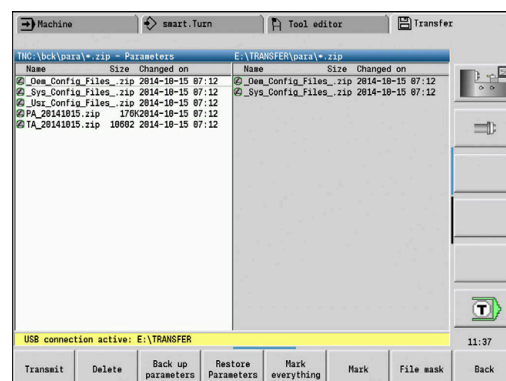 Machine
smart.Turn
Tool editor
Transfer
TNC:\bck\para\*.zip - Parameters
Name Size Changed on
_Oem_Config_Files_.zip 2014-10-15 07:12
_Sys_Config_Files_.zip 2014-10-15 07:12
_Usr_Config_Files_.zip 2014-10-15 07:12
PA_20141015.zip 176K2014-10-15 07:12
TA_20141015.zip 10602 2014-10-15 07:12
E:\TRANSFER\para\*.zip
Name Size Changed on
_Oem_Config_Files_.zip 2014-10-15 07:12
_Sys_Config_Files_.zip 2014-10-15 07:12
T
USB connection active: E:\TRANSFER
11:37
Transmit
Delete
Back up
parameters
Restore
Parameters
Mark
everything
Mark
File mask
Back